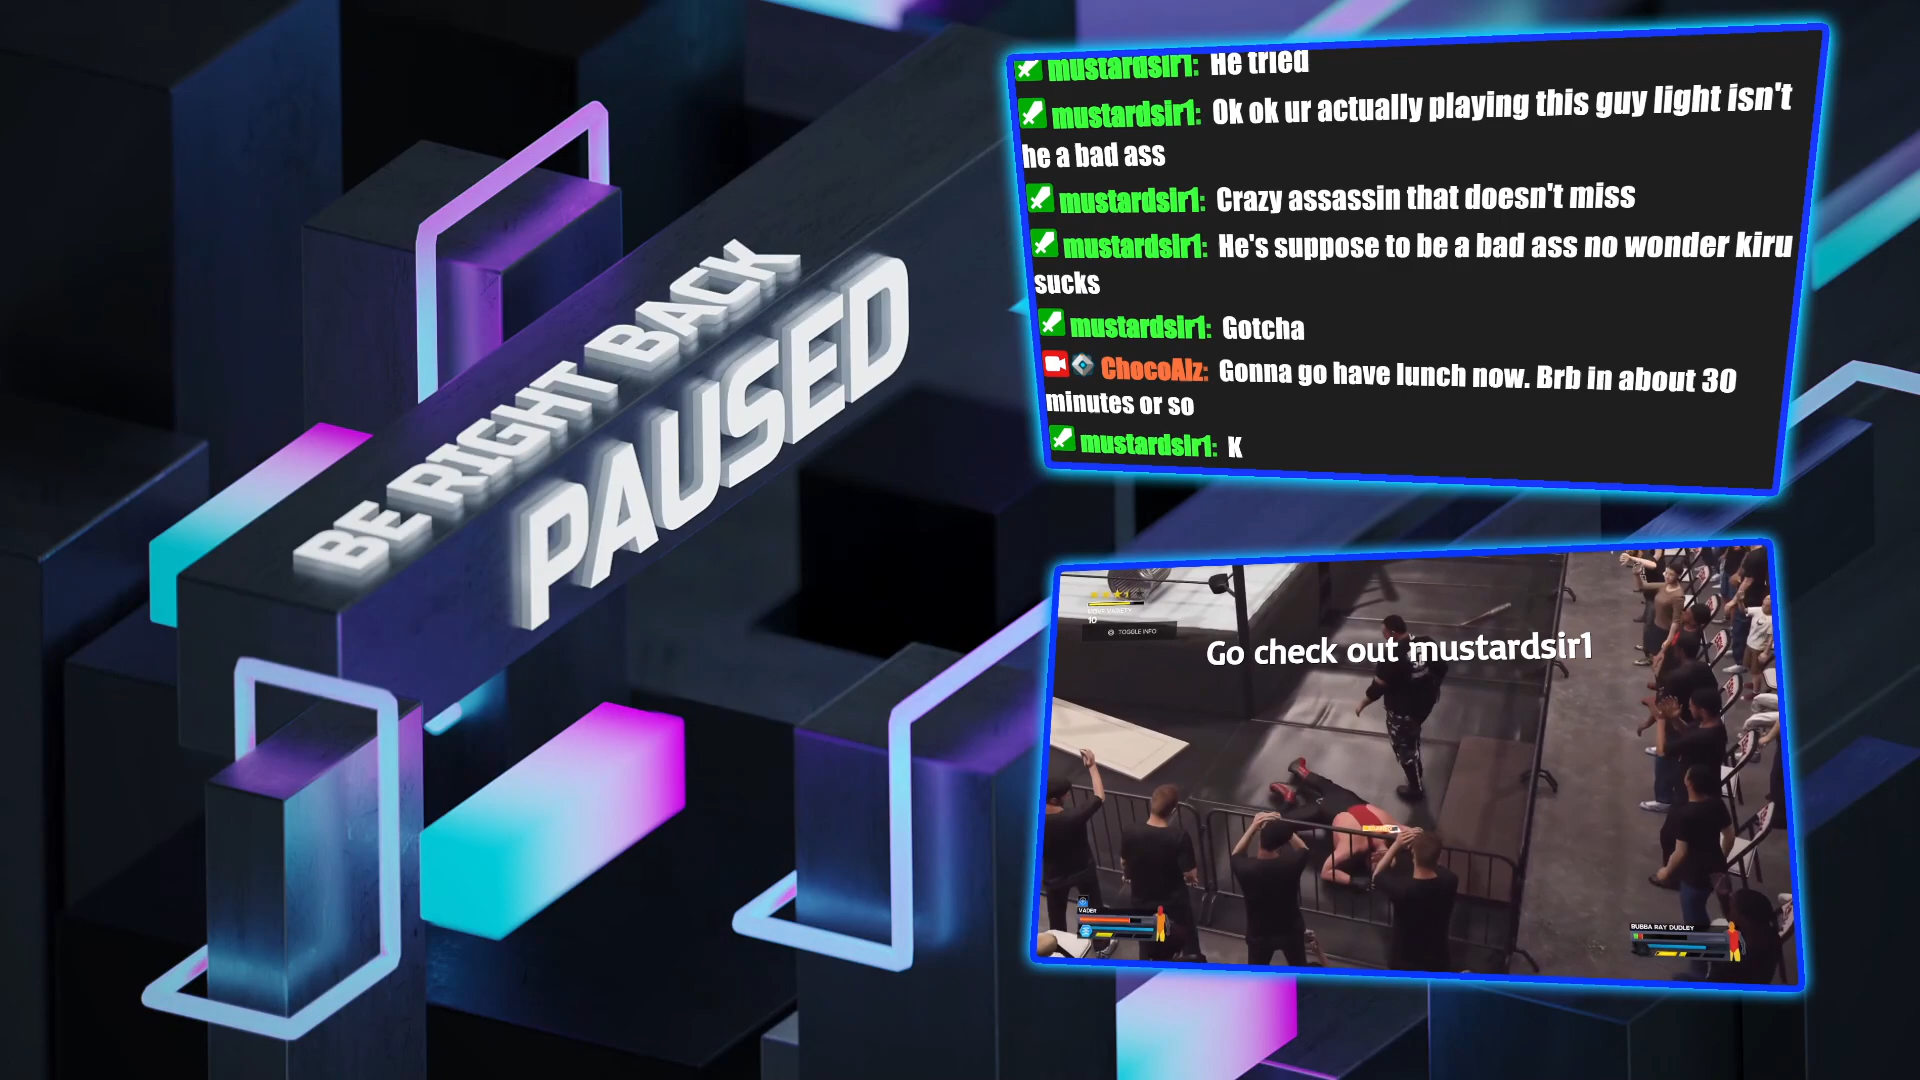 BE RIGHT BACK
PAUSED
mustardsir1: He tried
mustardsir1: Ok ok ur actually playing this guy light isn't
he a bad ass
mustardsir1: Crazy assassin that doesn't miss
mustardsir1: He's suppose to be a bad ass no wonder kiru
sucks
mustardsir1: Gotcha
ChocoAlz: Gonna go have lunch now. Brb in about 30
minutes or so
mustardsir1: K
MOVE VARIETY
10
TOGGLE INFO
Go check out mustardsir1
VADER
BUBBA RAY DUDLEY